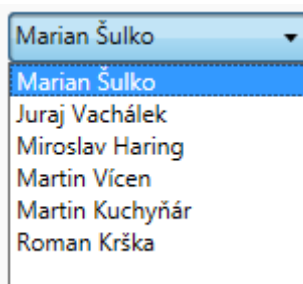 Marian Šulko
Marian Šulko
Juraj Vachálek
Miroslav Haring
Martin Vícen
Martin Kuchyňár
Roman Krška